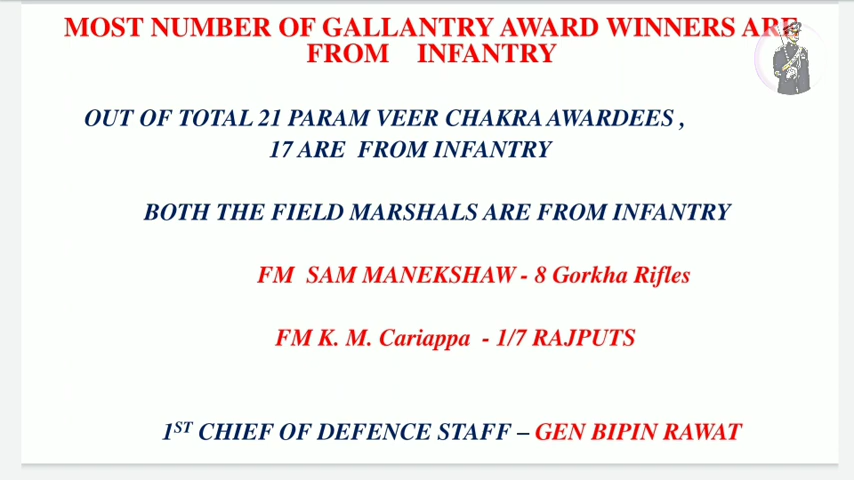 MOST NUMBER OF GALLANTRY AWARD WINNERS ARE
FROM INFANTRY
OUT OF TOTAL 21 PARAM VEER CHAKRA AWARDEES ,
17 ARE FROM INFANTRY
BOTH THE FIELD MARSHALS ARE FROM INFANTRY
FM SAM MANEKSHAW - 8 Gorkha Rifles
FM K. M. Cariappa - 1/7 RAJPUTS
1ST CHIEF OF DEFENCE STAFF – GEN BIPIN RAWAT